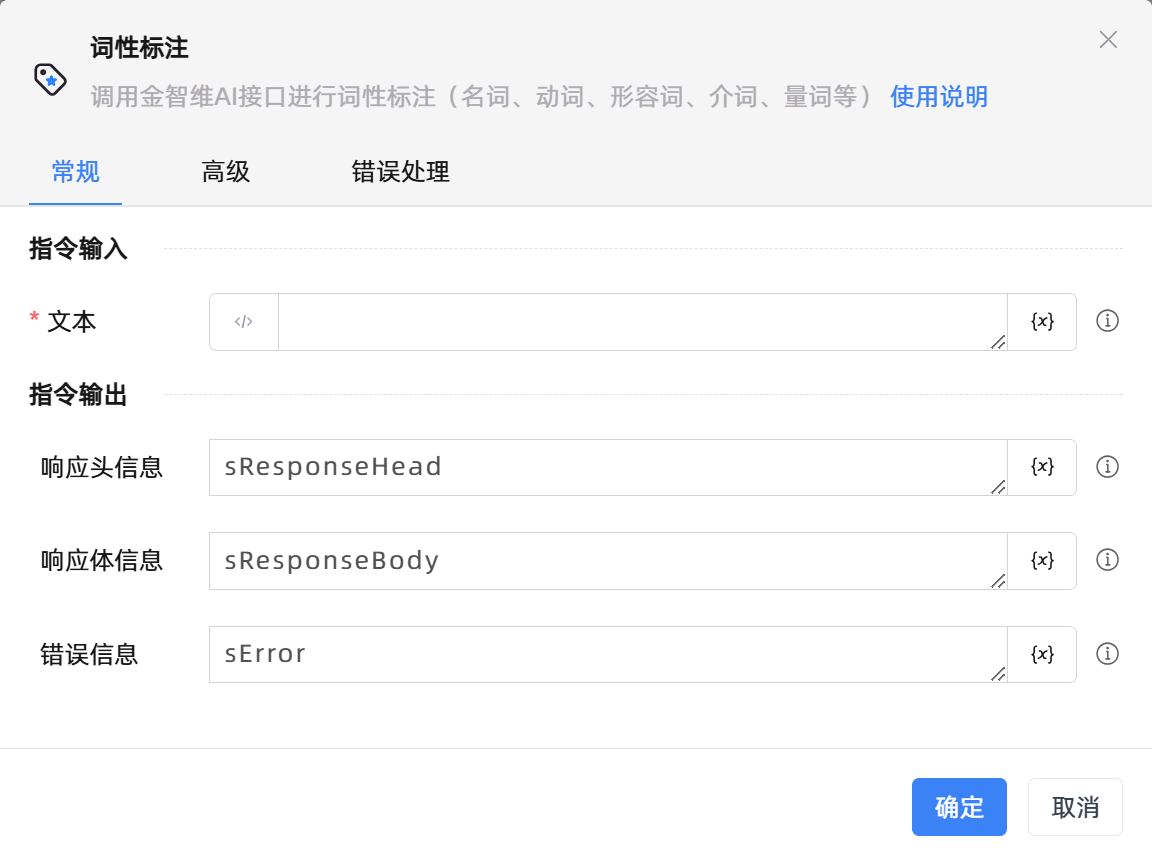 词性标注
调用金智维AI接口进行词性标注（名词、动词、形容词、介词、量词等） 使用说明
常规 高级 错误处理
指令输入
* 文本 </> {x}
指令输出
响应头信息 sResponseHead {x}
响应体信息 sResponseBody {x}
错误信息 sError {x}
确定 取消